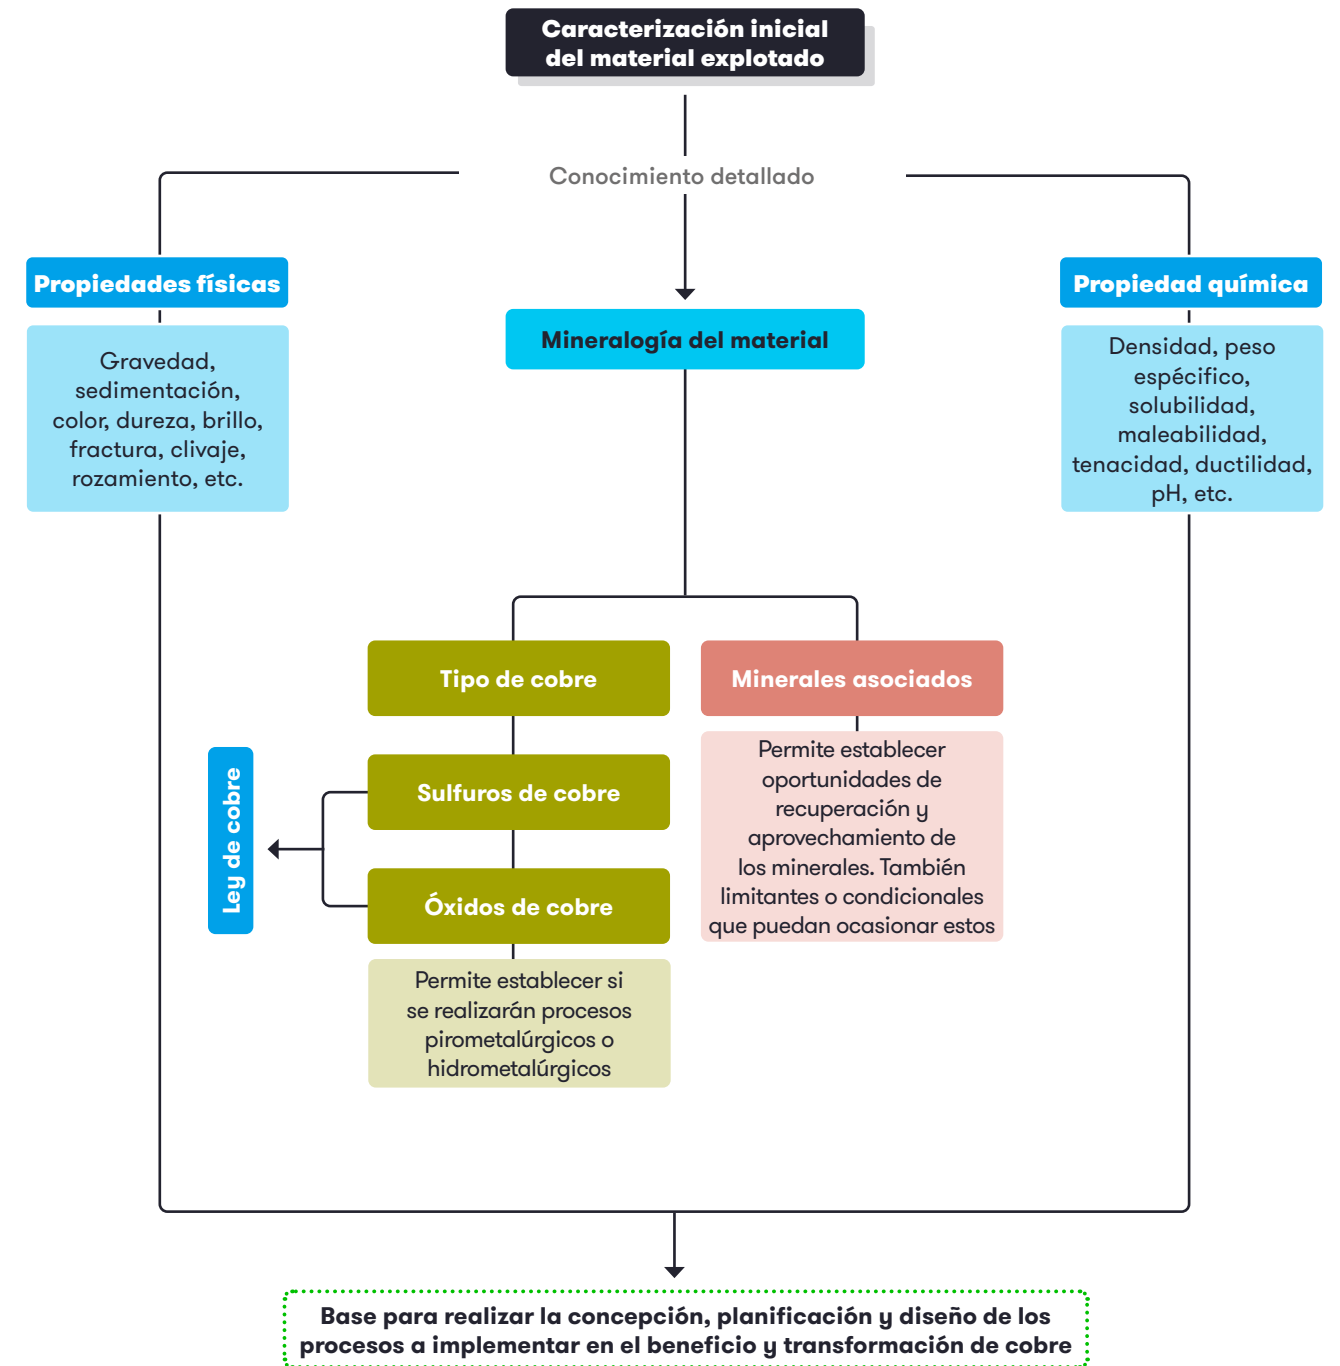 Caracterización inicial
del material explotado
Conocimiento detallado
Propiedades físicas
Gravedad,
sedimentación,
color, dureza, brillo,
fractura, clivaje,
rozamiento, etc.
Mineralogía del material
Propiedad química
Densidad, peso
espécifico,
solubilidad,
maleabilidad,
tenacidad, ductilidad,
pH, etc.
Tipo de cobre
Sulfuros de cobre
Óxidos de cobre
Ley de cobre
Permite establecer si
se realizarán procesos
pirometalúrgicos o
hidrometalúrgicos
Minerales asociados
Permite establecer
oportunidades de
recuperación y
aprovechamiento de
los minerales. También
limitantes o condicionales
que puedan ocasionar estos
Base para realizar la concepción, planificación y diseño de los
procesos a implementar en el beneficio y transformación de cobre